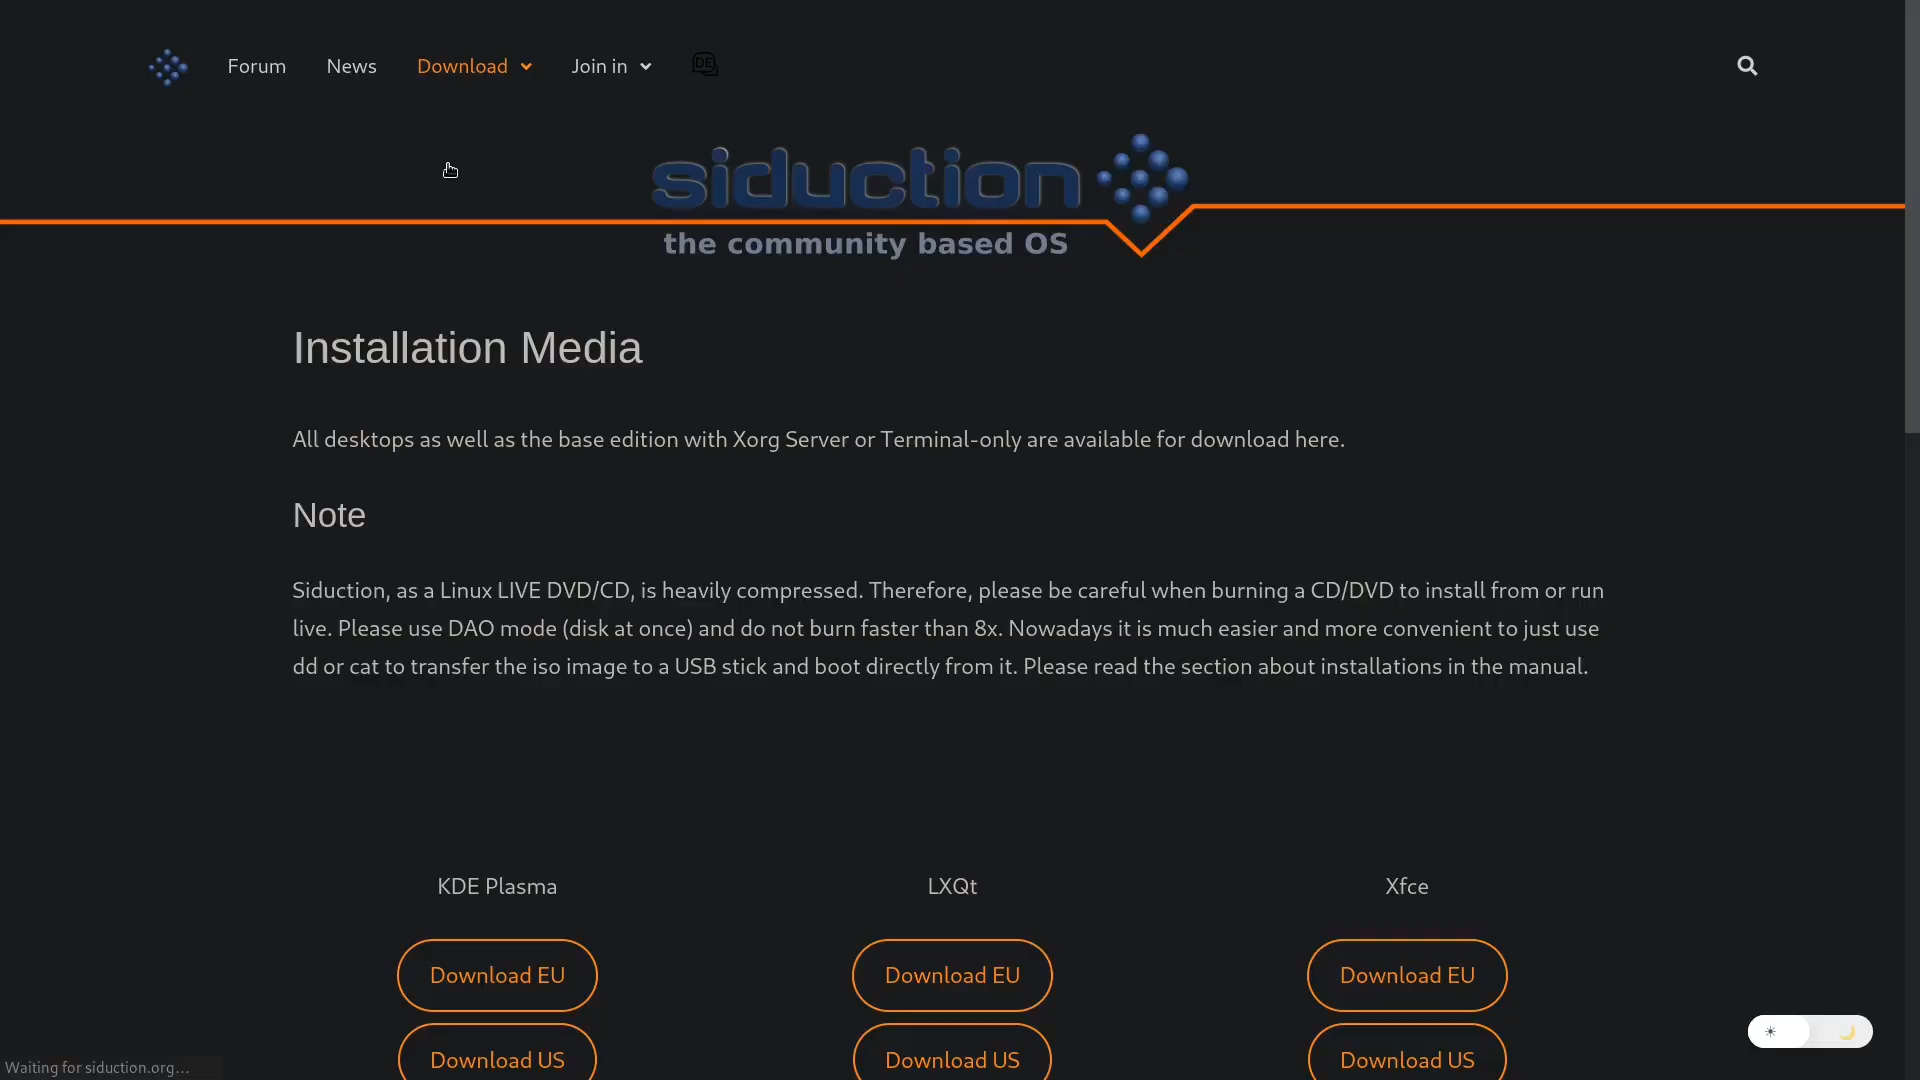 Forum News Download Join in DE
siduction
the community based OS
Installation Media
All desktops as well as the base edition with Xorg Server or Terminal-only are available for download here.
Note
Siduction, as a Linux LIVE DVD/CD, is heavily compressed. Therefore, please be careful when burning a CD/DVD to install from or run
live. Please use DAO mode (disk at once) and do not burn faster than 8x. Nowadays it is much easier and more convenient to just use
dd or cat to transfer the iso image to a USB stick and boot directly from it. Please read the section about installations in the manual.
KDE Plasma LXQt Xfce
Download EU Download EU Download EU
Download US Download US Download US
Waiting for siduction.org...